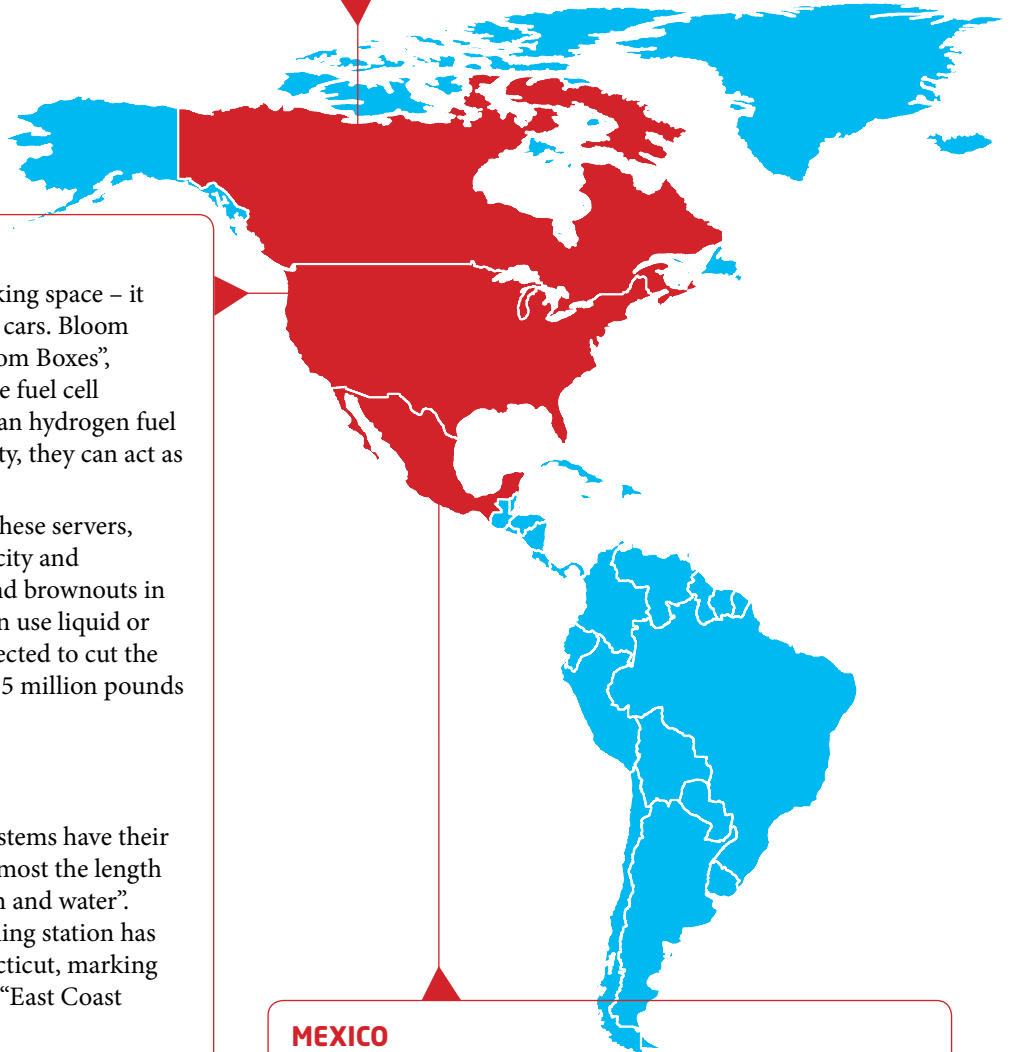 king space – it
cars. Bloom
om Boxes”,
e fuel cell
an hydrogen fuel
ty, they can act as
hese servers,
city and
nd brownouts in
n use liquid or
ected to cut the
5 million pounds
stems have their
most the length
n and water”.
ing station has
cticut, marking
“East Coast
MEXICO